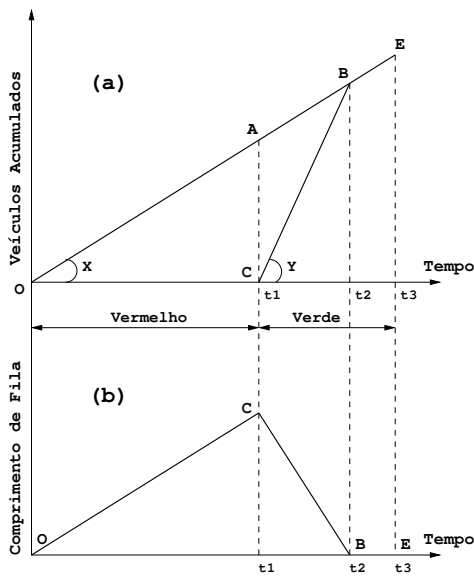 Veículos Acumulados
(a)
E
B
A
X
C
Y
Tempo
O
t1
t2
t3
Vermelho
Verde
Comprimento de Fila
(b)
C
O
B
E
Tempo
t1
t2
t3